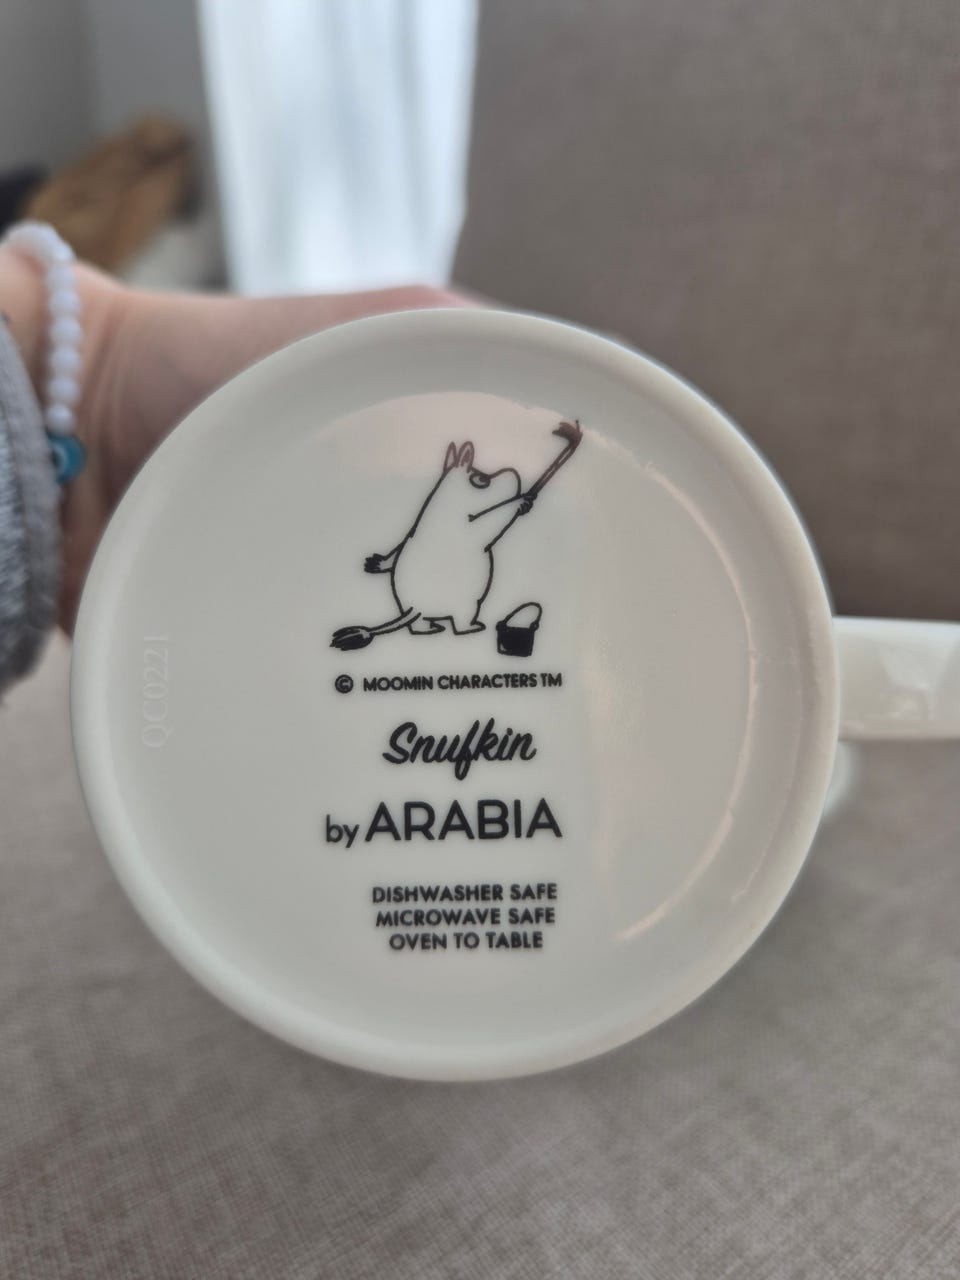 © MOOMIN CHARACTERS TM
Snufkin
by ARABIA
DISHWASHER SAFE
MICROWAVE SAFE
OVEN TO TABLE
QC0221